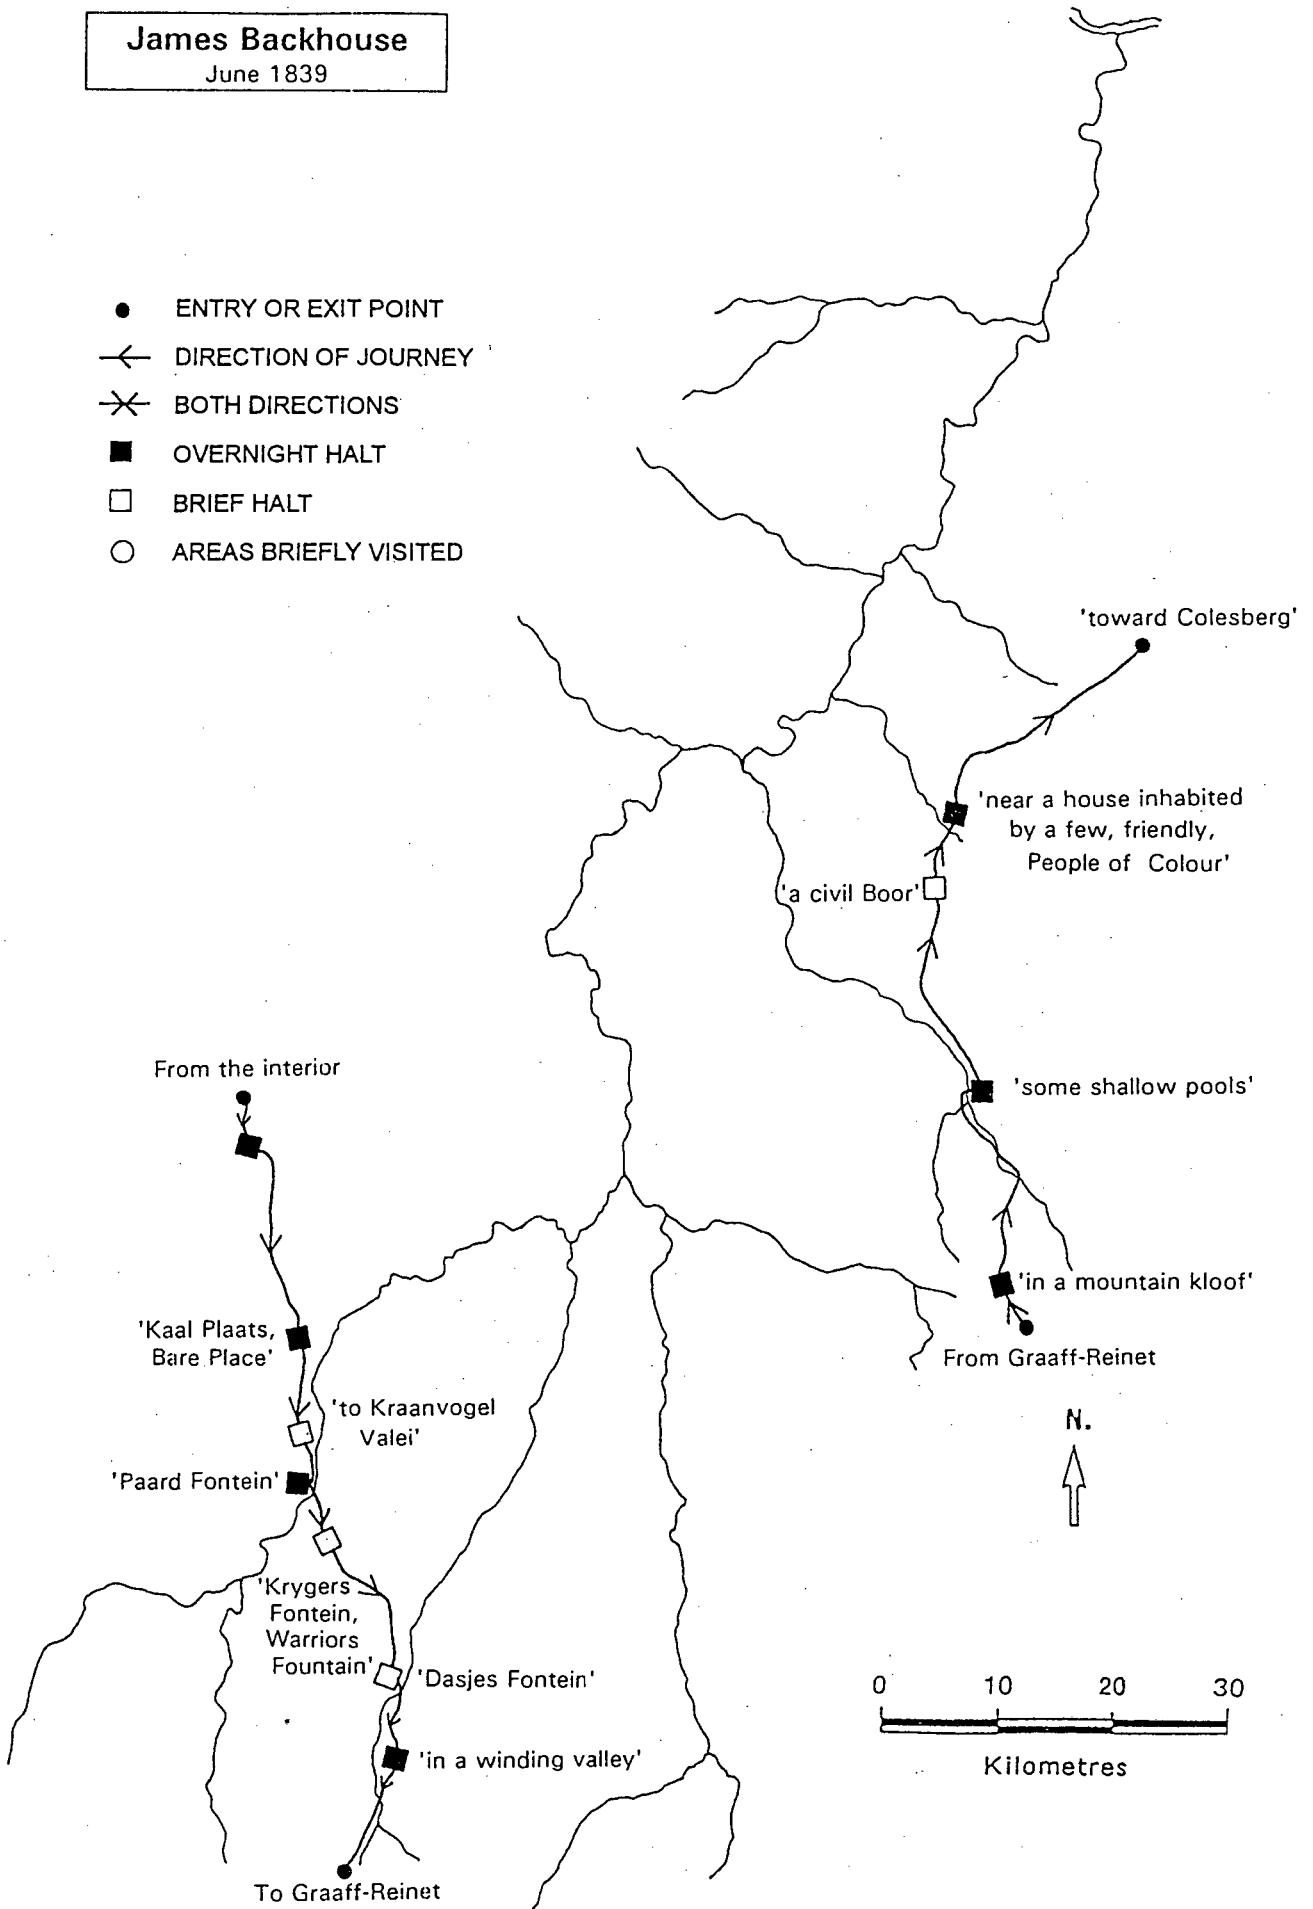 James Backhouse
June 1839
ENTRY OR EXIT POINT
DIRECTION OF JOURNEY
BOTH DIRECTIONS
OVERNIGHT HALT
BRIEF HALT
AREAS BRIEFLY VISITED
'toward Colesberg'
'near a house inhabited
by a few, friendly,
People of Colour'
'a civil Boor'
From the interior
'some shallow pools'
'in a mountain kloof'
From Graaff-Reinet
'Kaal Plaats,
Bare Place'
'to Kraanvogel
Valei'
N.
'Paard Fontein'
'Krygers
Fontein,
Warriors
Fountain'
'Dasjes Fontein'
'in a winding valley'
To Graaff-Reinet
0 10 20 30
Kilometres